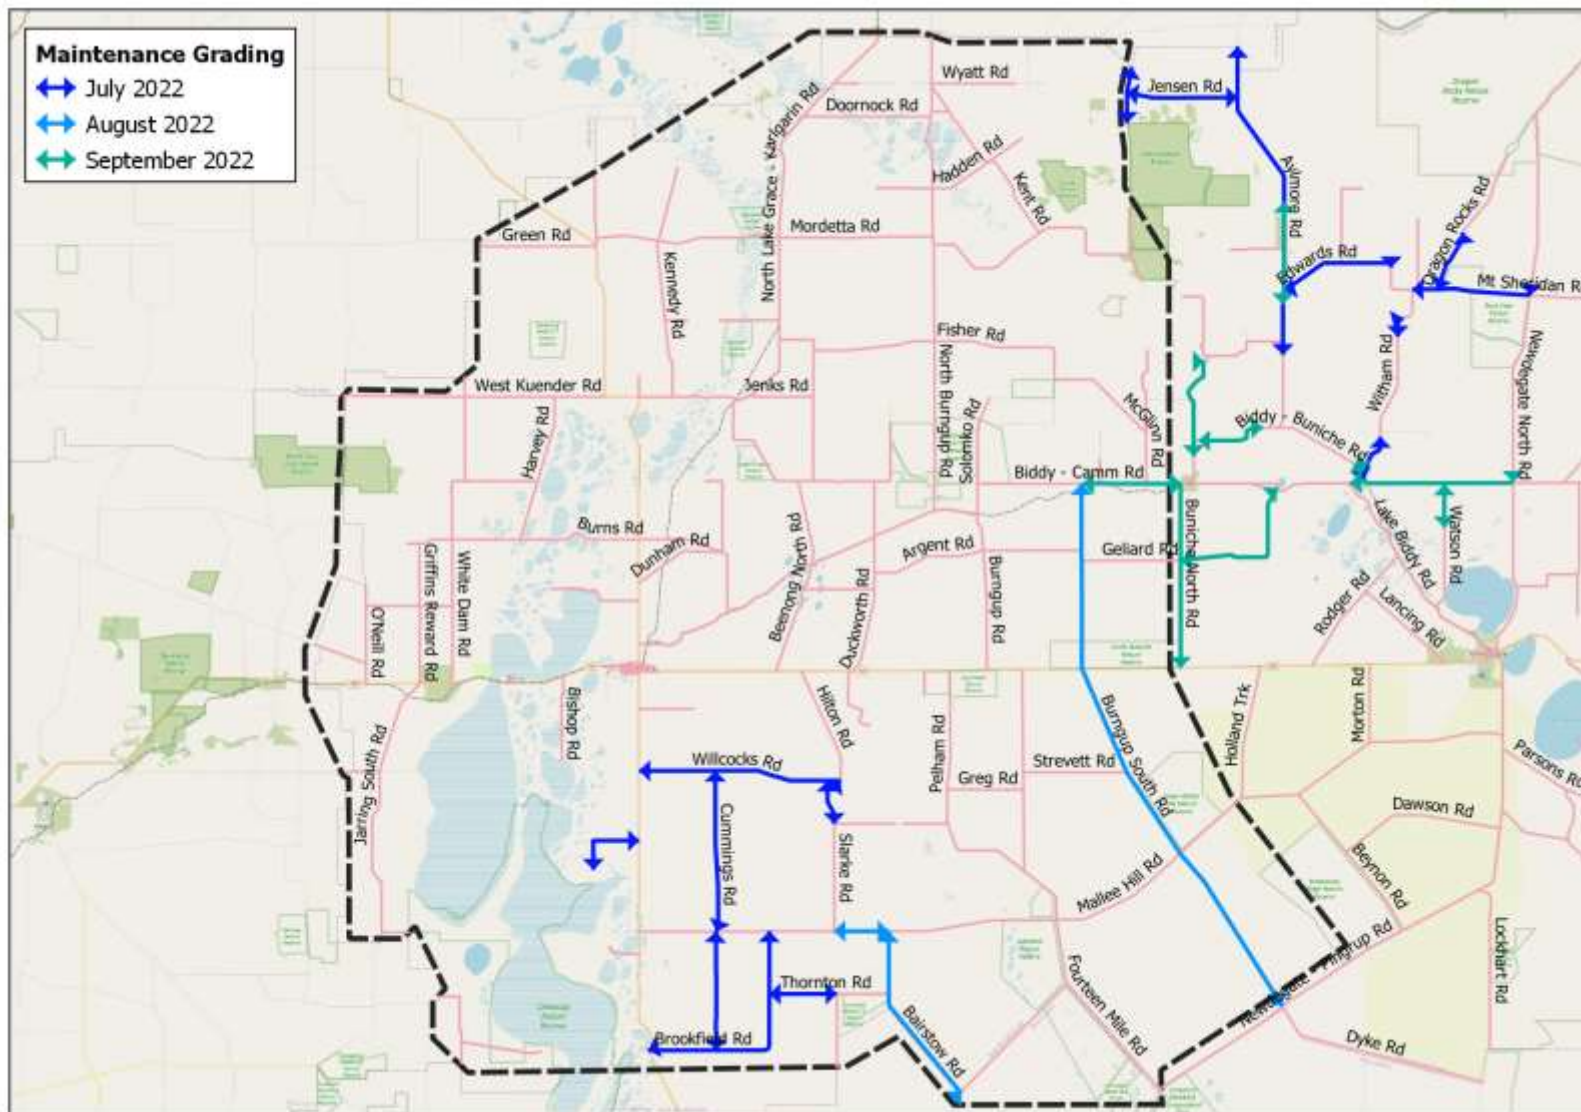 Maintenance Grading
July 2022
August 2022
September 2022
Wyatt Rd
Jensen Rd
Doornock Rd
North Lake Grace - Karlgarin Rd
Hadden Rd
Kent Rd
Aylmore Rd
Dragon Rocks Rd
Green Rd
Mordetta Rd
Kennedy Rd
Edwards Rd
Mt Sheridan R
Fisher Rd
North Burngup Rd
Witham Rd
Newdegate North Rd
West Kuender Rd
Jenks Rd
Harvey Rd
Solonko Rd
McGlinn Rd
Biddy - Buniche Rd
Biddy - Camm Rd
Burns Rd
Dunham Rd
Beenong North Rd
Argent Rd
Geliard Rd
Buniche North Rd
Lake Biddy Rd
Watson Rd
Griffins Reward Rd
White Dam Rd
O'Neill Rd
Duckworth Rd
Burngup Rd
Rodger Rd
Lancing Rd
Bishop Rd
Hilton Rd
Pelham Rd
Burngup South Rd
Holland Trk
Morton Rd
Parsons Rd
Jarring South Rd
Willcocks Rd
Greg Rd
Strevett Rd
Dawson Rd
Cummings Rd
Slarke Rd
Mallee Hill Rd
Beynon Rd
Lockhart Rd
Newdegate Pingrup Rd
Thornton Rd
Fourteen Mile Rd
Brookfield Rd
Bairstow Rd
Dyke Rd